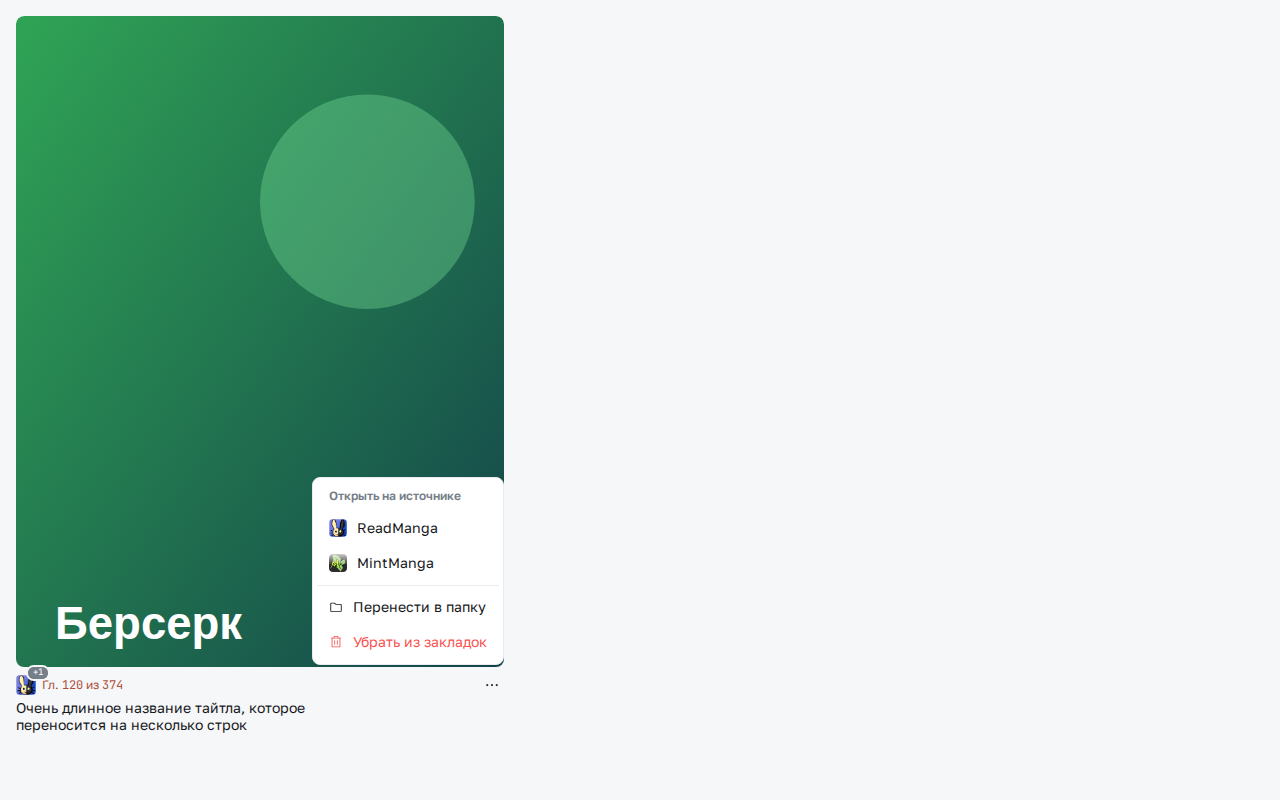 Открыть на источнике
ReadManga
MintManga
Перенести в папку
Убрать из закладок
Берсерк
+1
Гл. 120 из 374
Очень длинное название тайтла, которое
переносится на несколько строк